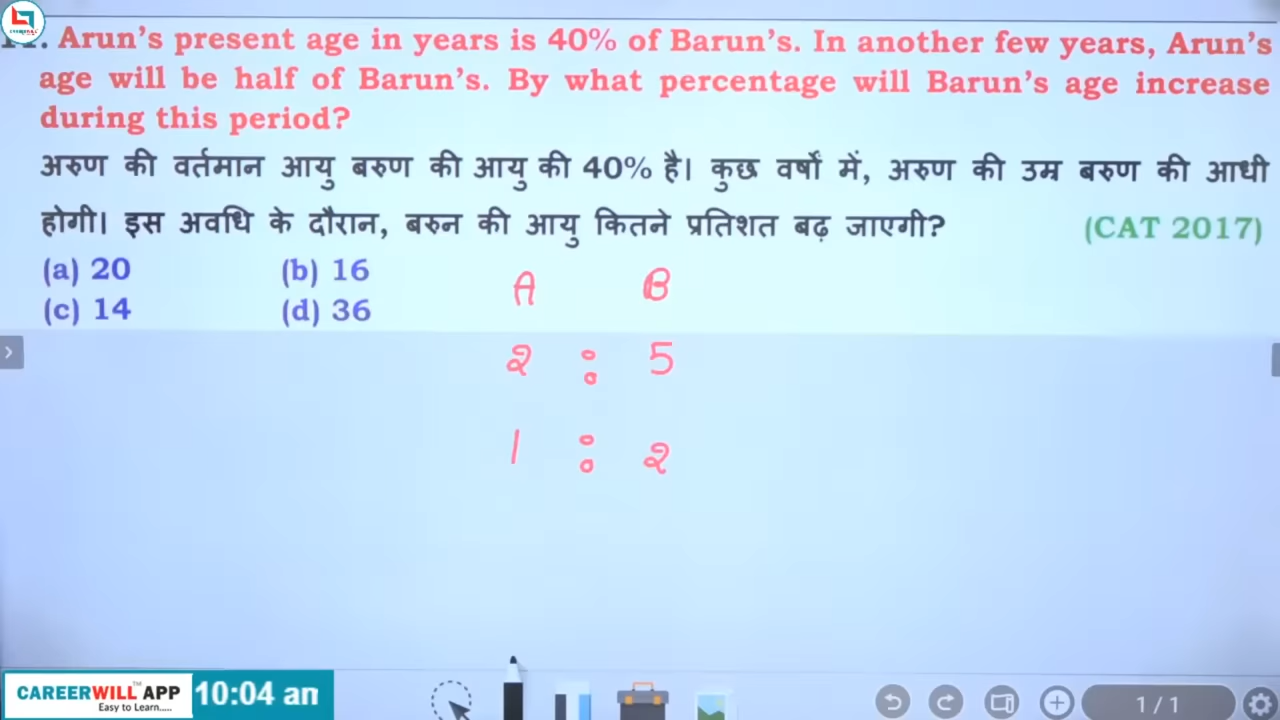 Arun's present age in years is 40% of Barun's. In another few years, Arun's
age will be half of Barun's. By what percentage will Barun's age increase
during this period?
अरुण की वर्तमान आयु बरुण की आयु की 40% है। कुछ वर्षों में, अरुण की उम्र बरुण की आधी
होगी। इस अवधि के दौरान, बरुन की आयु कितने प्रतिशत बढ़ जाएगी? (CAT 2017)
(a) 20 (b) 16
(c) 14 (d) 36
A B
2 : 5
1 : 2
CAREERWILL APP
Easy to Learn.....
10:04 am
1 / 1